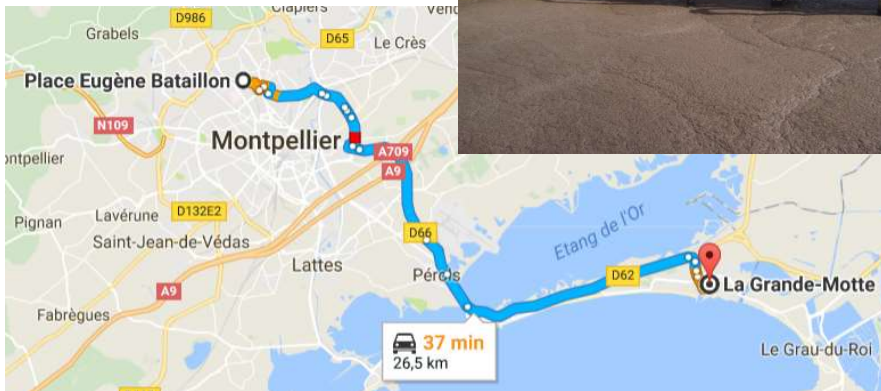 D986
Clapiers
Grabels
D65
Le Crès
Place Eugène Bataillon
N109
Montpellier
A709
A9
Pignan
Lavérune
D132E2
Saint-Jean-de-Védas
Etang de l'Or
D66
Lattes
Pérols
D62
La Grande-Motte
A9
Fabrègues
37 min
26,5 km
Le Grau-du-Roi